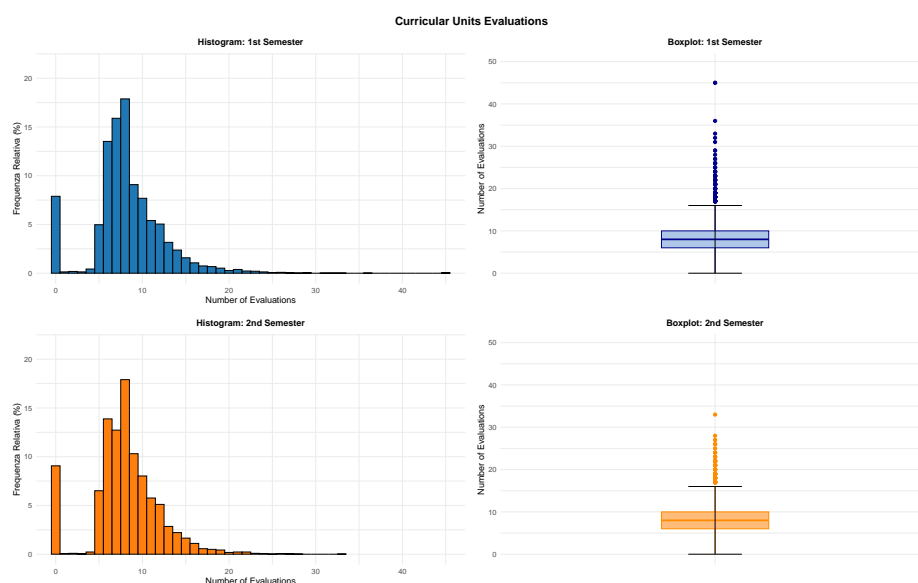 Curricular Units Evaluations
Histogram: 1st Semester
Frequenza Relativa (%)
20
15
10
5
0
0 10 20 30 40
Number of Evaluations
Boxplot: 1st Semester
Number of Evaluations
50
40
30
20
10
0
Histogram: 2nd Semester
Frequenza Relativa (%)
20
15
10
5
0
0 10 20 30 40
Number of Evaluations
Boxplot: 2nd Semester
Number of Evaluations
50
40
30
20
10
0